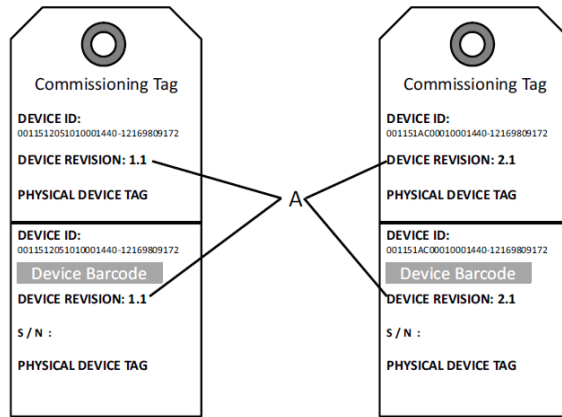 Commissioning Tag
DEVICE ID:
0011512051010001440-12169809172
DEVICE REVISION: 1.1
PHYSICAL DEVICE TAG
DEVICE ID:
0011512051010001440-12169809172
Device Barcode
DEVICE REVISION: 1.1
S / N :
PHYSICAL DEVICE TAG
A
Commissioning Tag
DEVICE ID:
001151AC00010001440-12169809172
DEVICE REVISION: 2.1
PHYSICAL DEVICE TAG
DEVICE ID:
001151AC00010001440-12169809172
Device Barcode
DEVICE REVISION: 2.1
S / N :
PHYSICAL DEVICE TAG